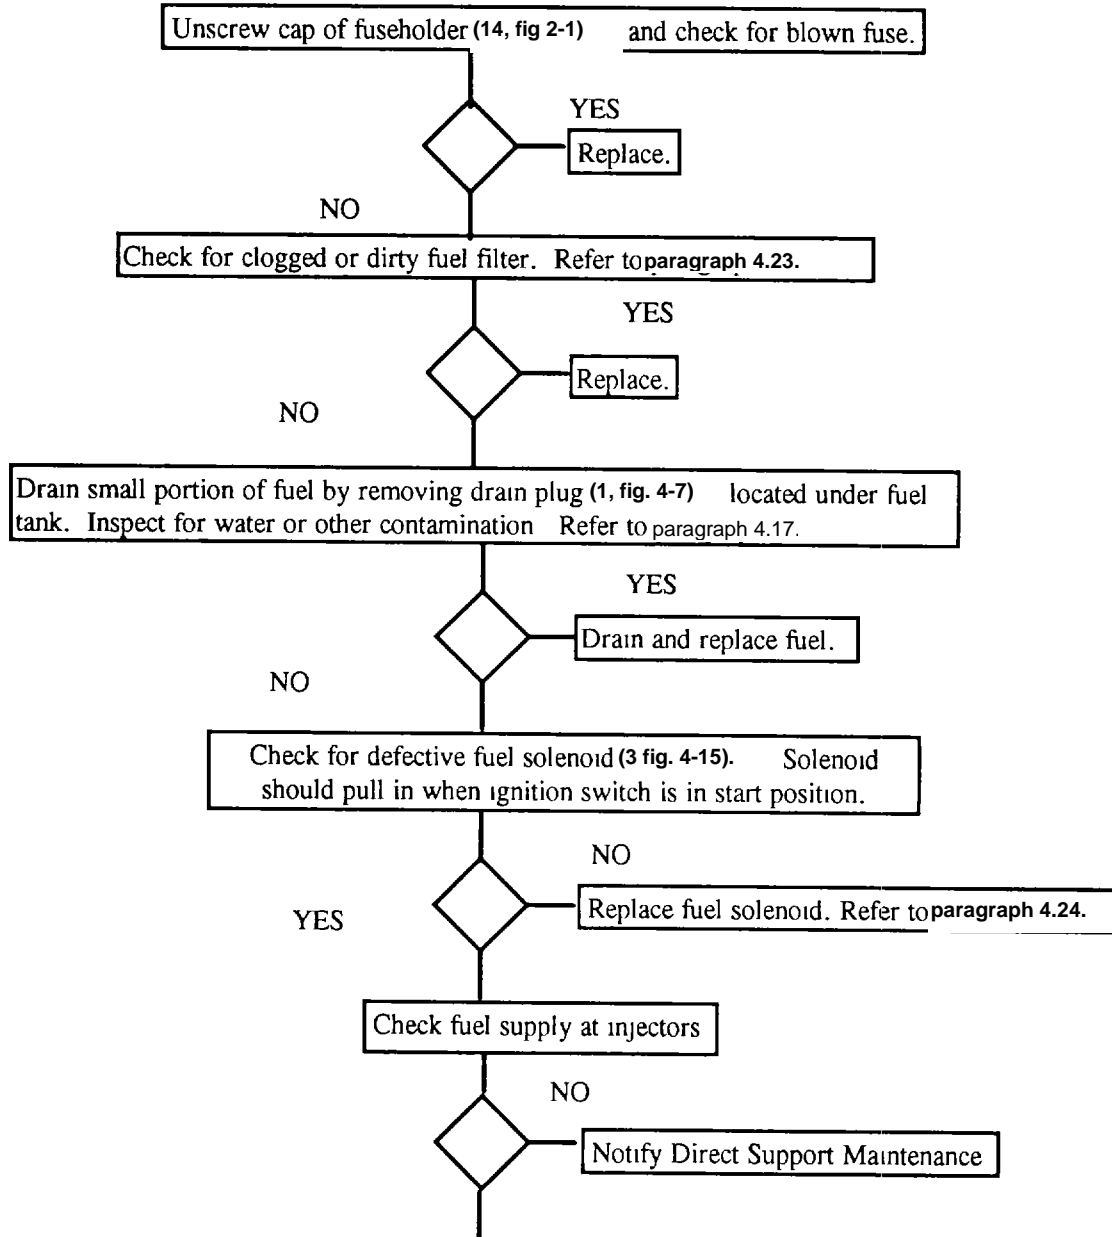 Unscrew cap of fuseholder (14, fig 2-1) and check for blown fuse.
YES
Replace.
NO
Check for clogged or dirty fuel filter. Refer to paragraph 4.23.
YES
Replace.
NO
Drain small portion of fuel by removing drain plug (1, fig. 4-7) located under fuel
tank. Inspect for water or other contamination Refer to paragraph 4.17.
YES
Drain and replace fuel.
NO
Check for defective fuel solenoid (3 fig. 4-15). Solenoid
should pull in when ignition switch is in start position.
NO
Replace fuel solenoid. Refer to paragraph 4.24.
YES
Check fuel supply at injectors
NO
Notify Direct Support Maintenance